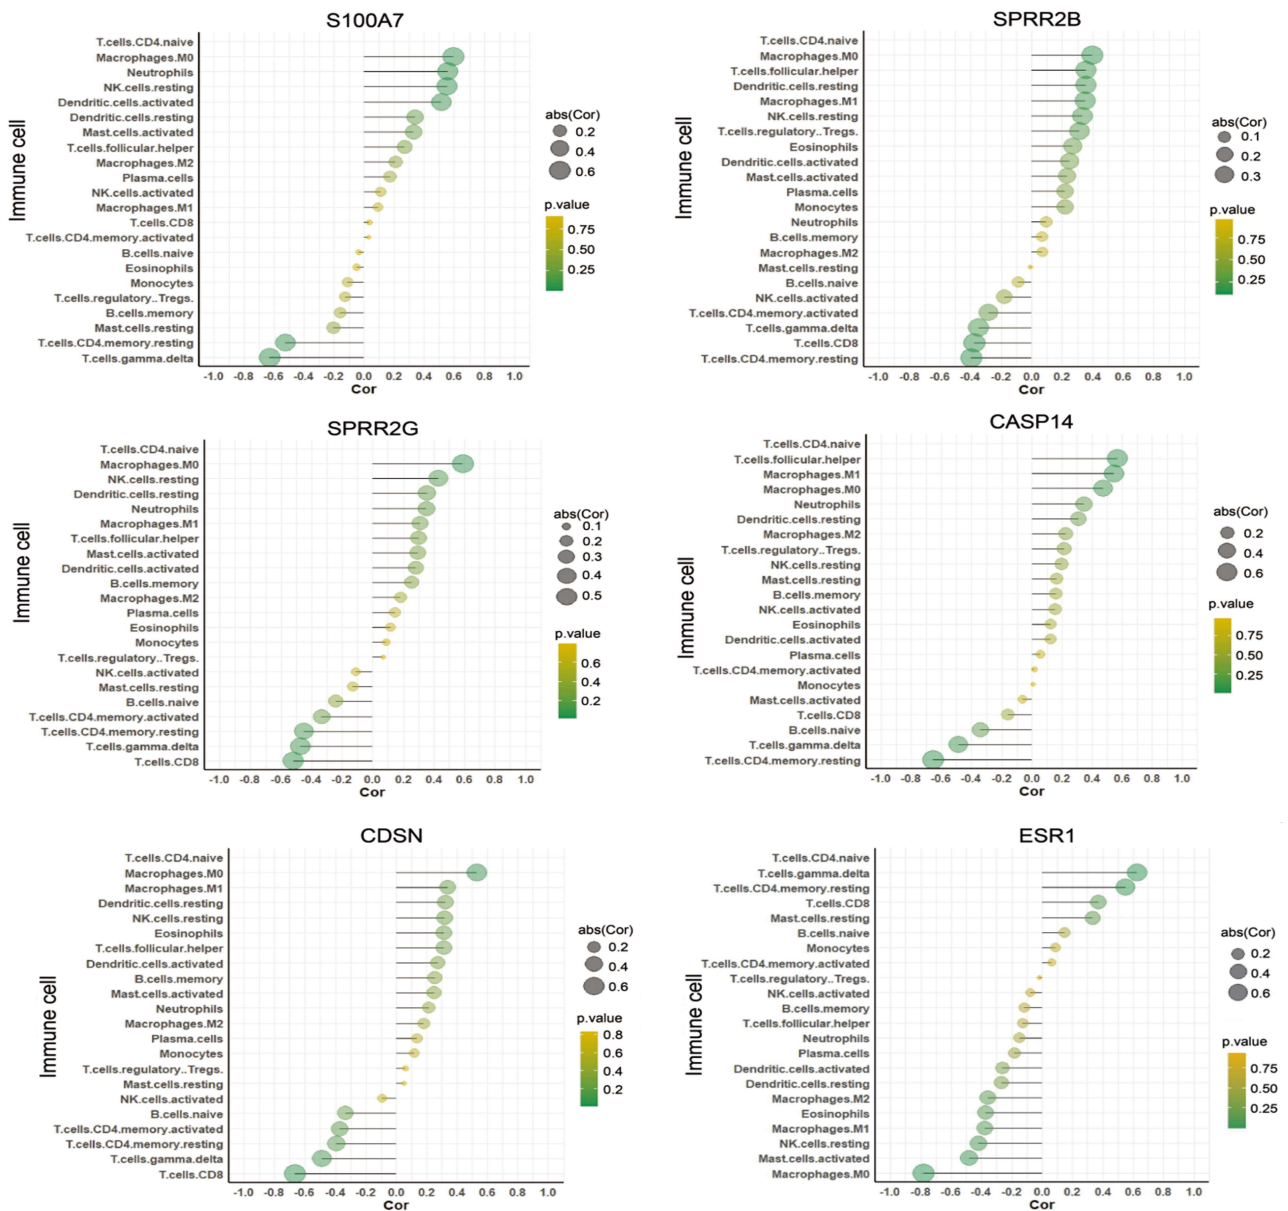 S100A7
Immune cell
T.cells.CD4.naive
Macrophages.M0
Neutrophils
NK.cells.resting
Dendritic.cells.activated
Dendritic.cells.resting
Mast.cells.activated
T.cells.follicular.helper
Macrophages.M2
Plasma.cells
NK.cells.activated
Macrophages.M1
T.cells.CD8
T.cells.CD4.memory.activated
B.cells.naive
Eosinophils
Monocytes
T.cells.regulatory..Tregs.
B.cells.memory
Mast.cells.resting
T.cells.CD4.memory.resting
T.cells.gamma.delta
-1.0 -0.8 -0.6 -0.4 -0.2 0.0 0.2 0.4 0.6 0.8 1.0
Cor
abs(Cor)
0.2
0.4
0.6
p.value
0.75
0.50
0.25
SPRR2B
Immune cell
T.cells.CD4.naive
Macrophages.M0
T.cells.follicular.helper
Dendritic.cells.resting
Macrophages.M1
NK.cells.resting
T.cells.regulatory..Tregs.
Eosinophils
Dendritic.cells.activated
Mast.cells.activated
Plasma.cells
Monocytes
Neutrophils
B.cells.memory
Macrophages.M2
Mast.cells.resting
B.cells.naive
NK.cells.activated
T.cells.CD4.memory.activated
T.cells.gamma.delta
T.cells.CD8
T.cells.CD4.memory.resting
-1.0 -0.8 -0.6 -0.4 -0.2 0.0 0.2 0.4 0.6 0.8 1.0
Cor
abs(Cor)
0.1
0.2
0.3
p.value
0.75
0.50
0.25
SPRR2G
Immune cell
T.cells.CD4.naive
Macrophages.M0
NK.cells.resting
Dendritic.cells.resting
Neutrophils
Macrophages.M1
T.cells.follicular.helper
Mast.cells.activated
Dendritic.cells.activated
B.cells.memory
Macrophages.M2
Plasma.cells
Eosinophils
Monocytes
T.cells.regulatory..Tregs.
NK.cells.activated
Mast.cells.resting
B.cells.naive
T.cells.CD4.memory.activated
T.cells.CD4.memory.resting
T.cells.gamma.delta
T.cells.CD8
-1.0 -0.8 -0.6 -0.4 -0.2 0.0 0.2 0.4 0.6 0.8 1.0
Cor
abs(Cor)
0.1
0.2
0.3
0.4
0.5
p.value
0.6
0.4
0.2
CASP14
Immune cell
T.cells.CD4.naive
T.cells.follicular.helper
Macrophages.M1
Macrophages.M0
Neutrophils
Dendritic.cells.resting
Macrophages.M2
T.cells.regulatory..Tregs.
NK.cells.resting
Mast.cells.resting
B.cells.memory
NK.cells.activated
Eosinophils
Dendritic.cells.activated
Plasma.cells
T.cells.CD4.memory.activated
Monocytes
Mast.cells.activated
T.cells.CD8
B.cells.naive
T.cells.gamma.delta
T.cells.CD4.memory.resting
-1.0 -0.8 -0.6 -0.4 -0.2 0.0 0.2 0.4 0.6 0.8 1.0
Cor
abs(Cor)
0.2
0.4
0.6
p.value
0.75
0.50
0.25
CDSN
Immune cell
T.cells.CD4.naive
Macrophages.M0
Macrophages.M1
Dendritic.cells.resting
NK.cells.resting
Eosinophils
T.cells.follicular.helper
Dendritic.cells.activated
B.cells.memory
Mast.cells.activated
Neutrophils
Macrophages.M2
Plasma.cells
Monocytes
T.cells.regulatory..Tregs.
Mast.cells.resting
NK.cells.activated
B.cells.naive
T.cells.CD4.memory.activated
T.cells.CD4.memory.resting
T.cells.gamma.delta
T.cells.CD8
-1.0 -0.8 -0.6 -0.4 -0.2 0.0 0.2 0.4 0.6 0.8 1.0
Cor
abs(Cor)
0.2
0.4
0.6
p.value
0.8
0.6
0.4
0.2
ESR1
Immune cell
T.cells.CD4.naive
T.cells.gamma.delta
T.cells.CD4.memory.resting
T.cells.CD8
Mast.cells.resting
B.cells.naive
Monocytes
T.cells.CD4.memory.activated
T.cells.regulatory..Tregs.
NK.cells.activated
B.cells.memory
T.cells.follicular.helper
Neutrophils
Plasma.cells
Dendritic.cells.activated
Dendritic.cells.resting
Macrophages.M2
Eosinophils
Macrophages.M1
NK.cells.resting
Mast.cells.activated
Macrophages.M0
-1.0 -0.8 -0.6 -0.4 -0.2 0.0 0.2 0.4 0.6 0.8 1.0
Cor
abs(Cor)
0.2
0.4
0.6
p.value
0.75
0.50
0.25